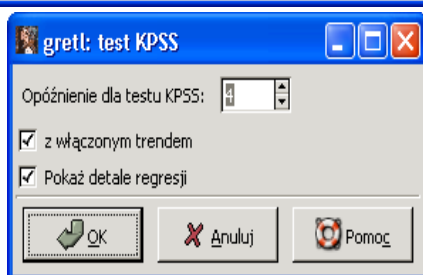 gretl: test KPSS
Opóźnienie dla testu KPSS: 4
z włączonym trendem
Pokaż detale regresji
OK Anuluj Pomoc